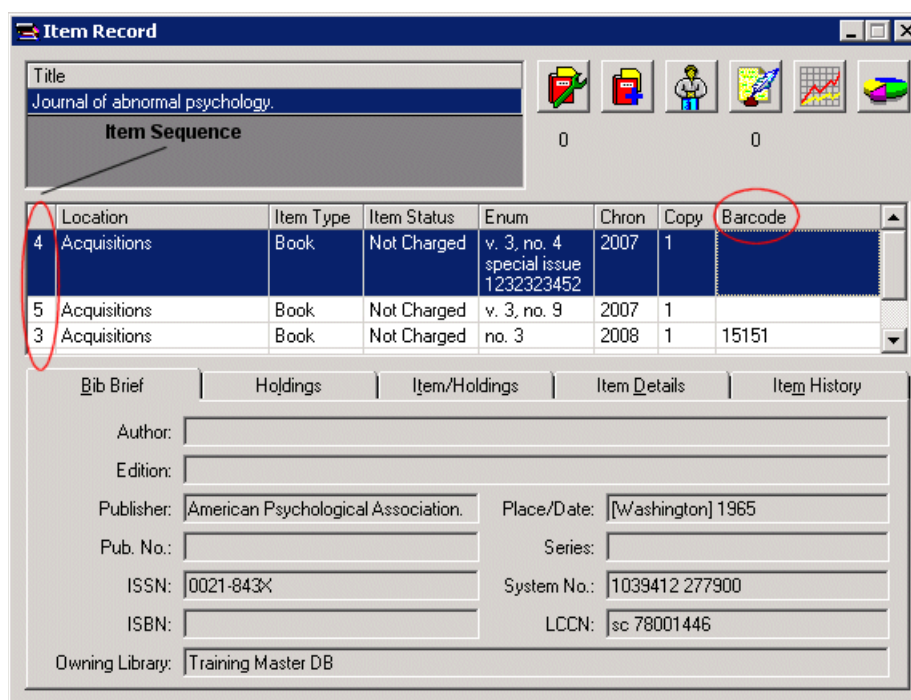 Item Record
Title
Journal of abnormal psychology.
Item Sequence
0 0
Location Item Type Item Status Enum Chron Copy Barcode
4 Acquisitions Book Not Charged v. 3, no. 4 2007 1
special issue
1232323452
5 Acquisitions Book Not Charged v. 3, no. 9 2007 1
3 Acquisitions Book Not Charged no. 3 2008 1 15151
Bib Brief Holdings Item/Holdings Item Details Item History
Author:
Edition:
Publisher: American Psychological Association. Place/Date: [Washington] 1965
Pub. No.: Series:
ISSN: 0021-843X System No.: 1039412 277900
ISBN: LCCN: sc 78001446
Owning Library: Training Master DB